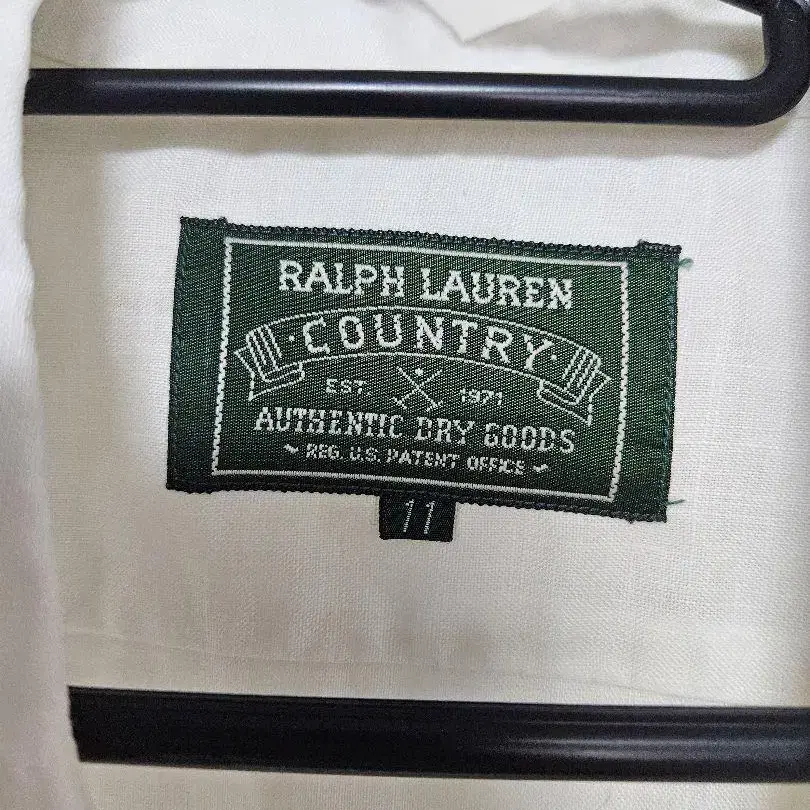 RALPH LAUREN
·COUNTRY·
EST. 1971
AUTHENTIC DRY GOODS
~ REG. U.S. PATENT OFFICE ~
11